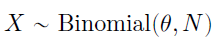 X ∼ Binomial(θ, N)